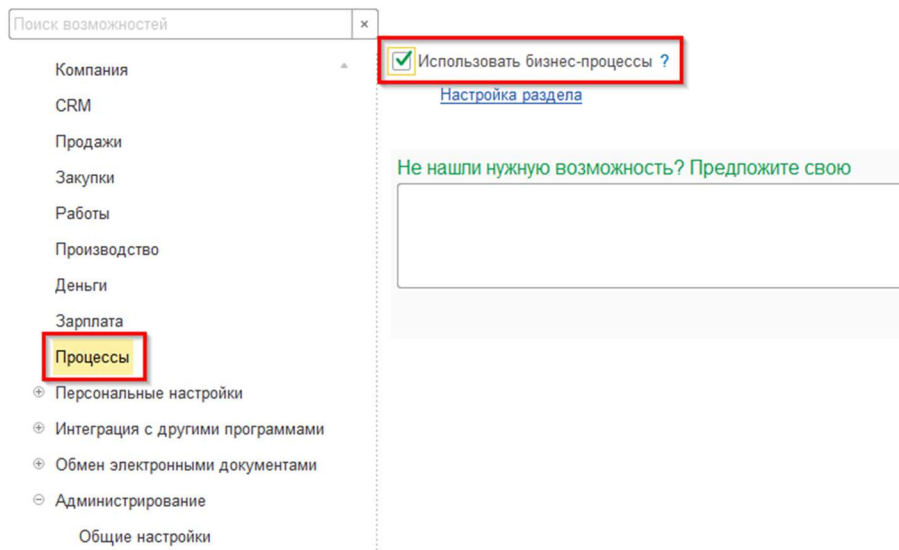 Поиск возможностей ×
Компания
CRM
Продажи
Закупки
Работы
Производство
Деньги
Зарплата
Процессы
Персональные настройки
Интеграция с другими программами
Обмен электронными документами
Администрирование
Общие настройки
Использовать бизнес-процессы ?
Настройка раздела
Не нашли нужную возможность? Предложите свою